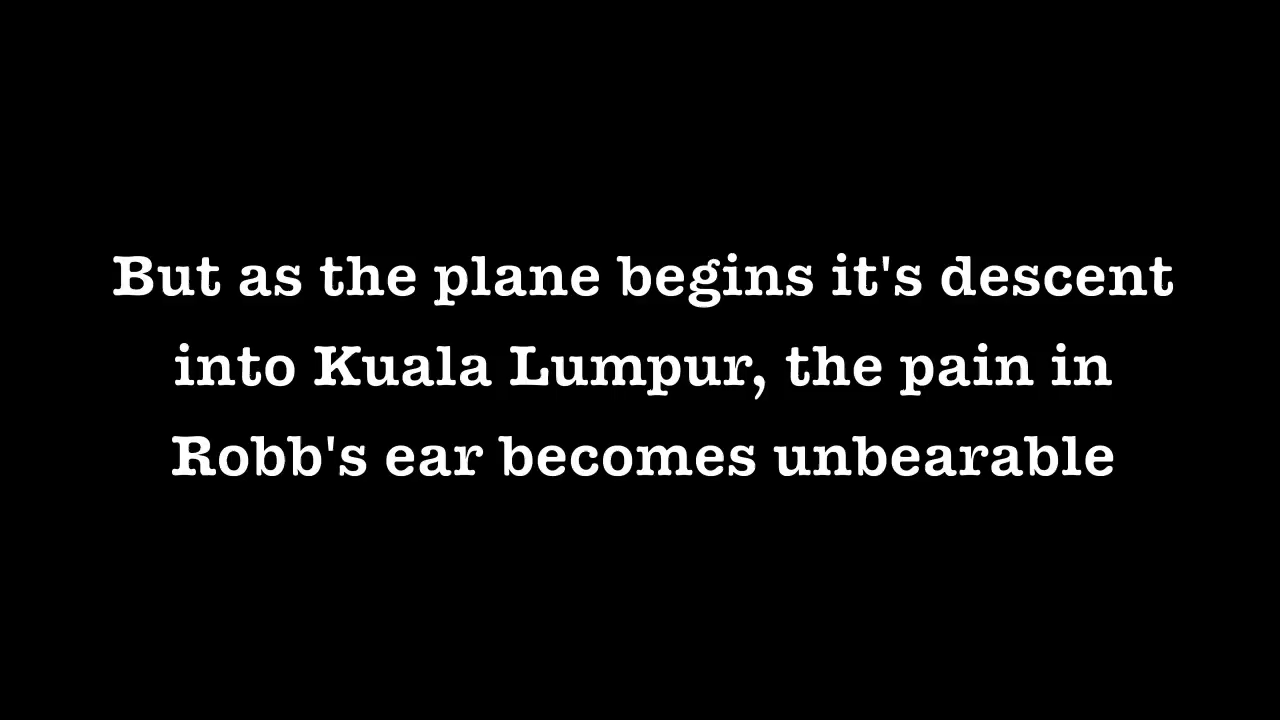 But as the plane begins it's descent
into Kuala Lumpur, the pain in
Robb's ear becomes unbearable